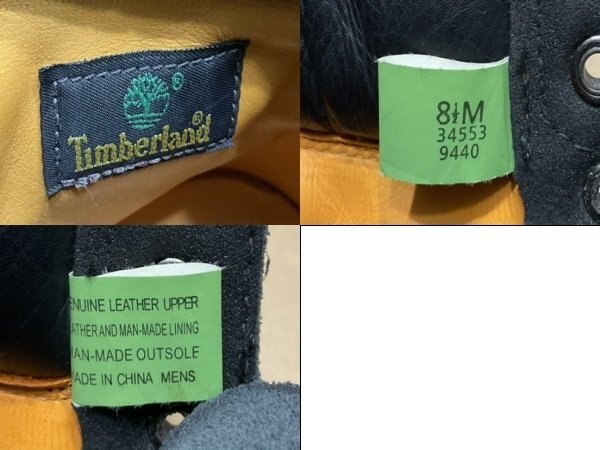 Timberland®
®
8½M
34553
9440
ENUINE LEATHER UPPER
ATHER AND MAN-MADE LINING
AN-MADE OUTSOLE
ADE IN CHINA MENS